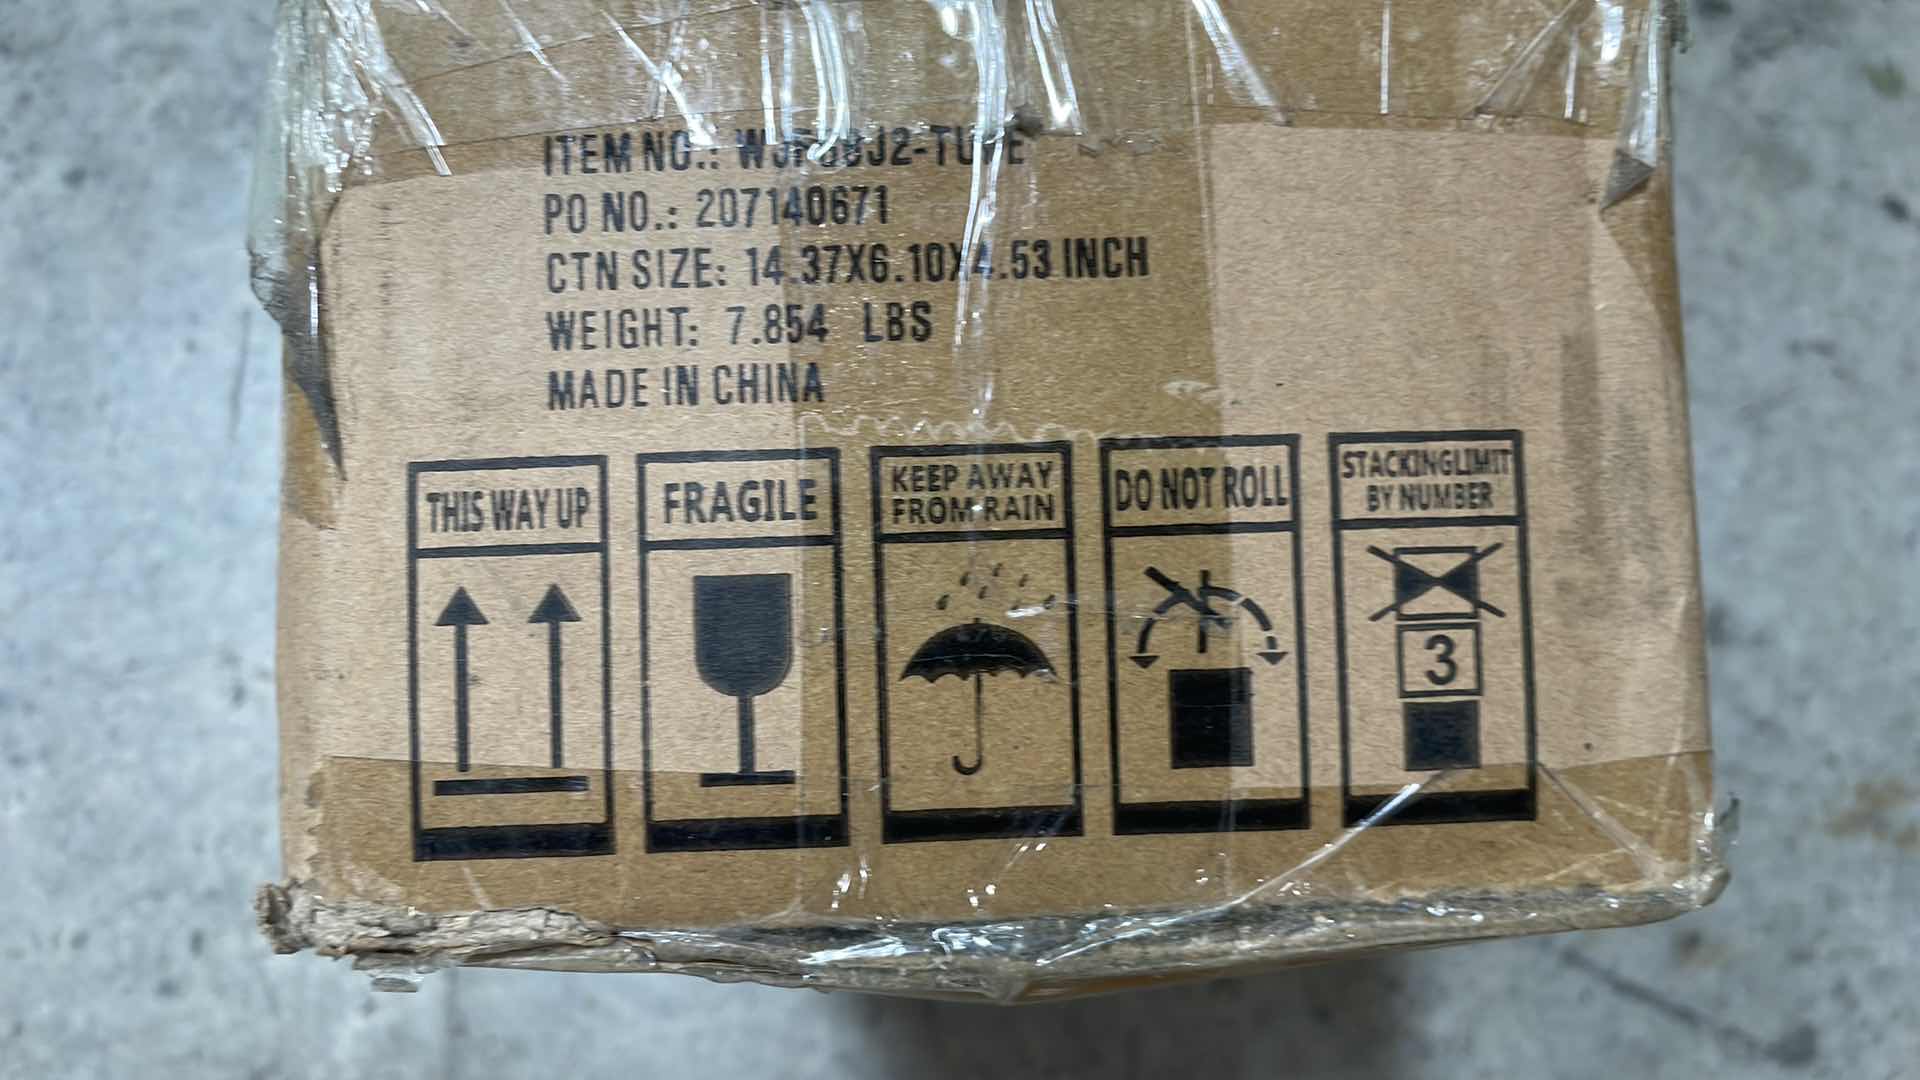 ITEM NO.:
PO NO.: 207140671
CTN SIZE: 14.37X6.10X4.53 INCH
WEIGHT: 7.854 LBS
MADE IN CHINA
THIS WAY UP
FRAGILE
KEEP AWAY
FROM RAIN
DO NOT ROLL
STACKINGLIMIT
BY NUMBER
3